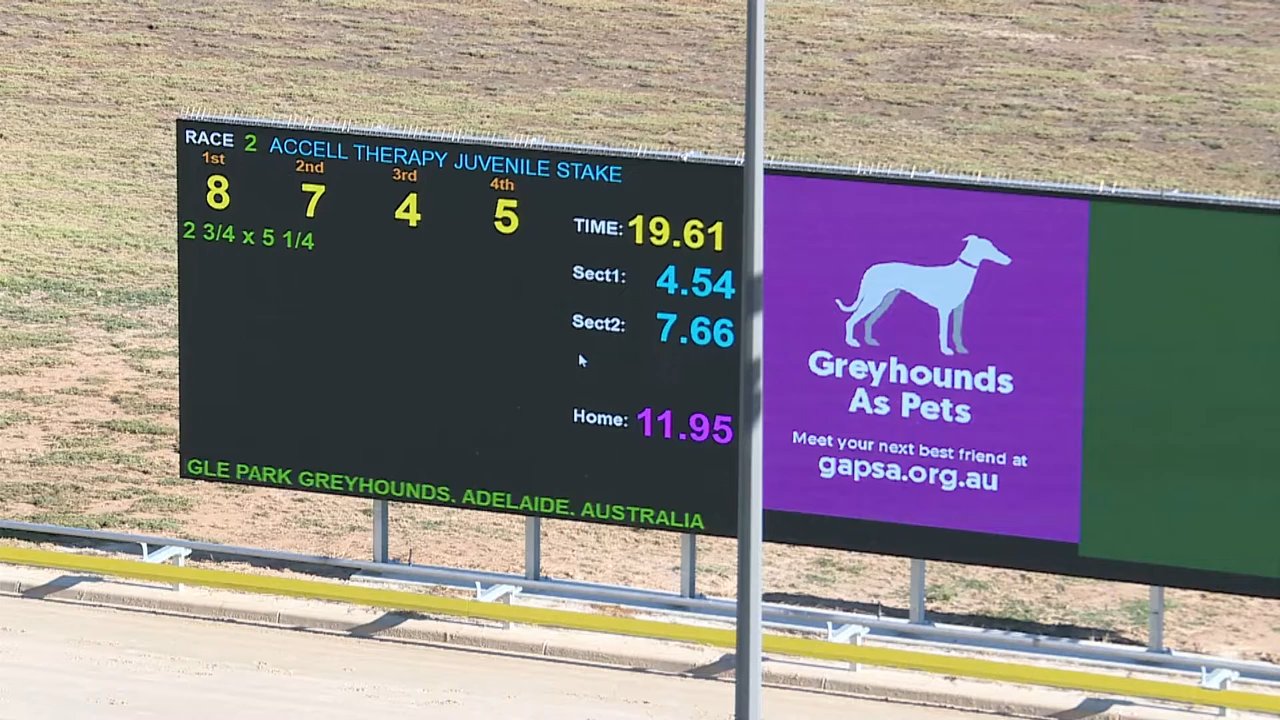 RACE 2 ACCELL THERAPY JUVENILE STAKE
1st 2nd 3rd 4th
8 7 4 5
2 3/4 x 5 1/4
TIME: 19.61
Sect1: 4.54
Sect2: 7.66
Home: 11.95
GLE PARK GREYHOUNDS. ADELAIDE. AUSTRALIA
Greyhounds
As Pets
Meet your next best friend at
gapsa.org.au